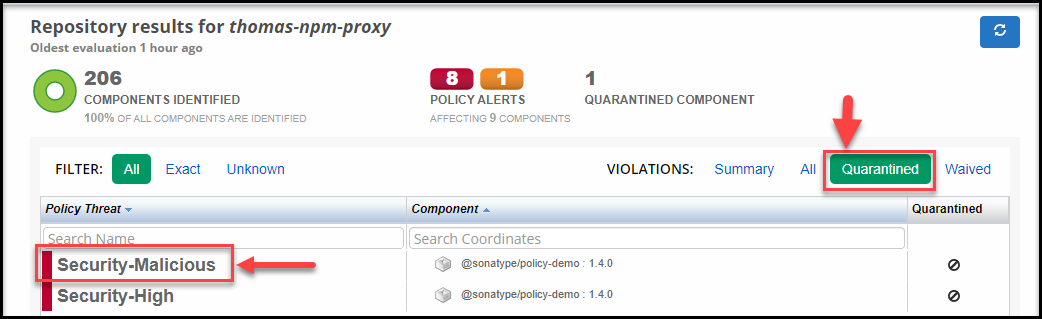 Repository results for thomas-npm-proxy
Oldest evaluation 1 hour ago
206
COMPONENTS IDENTIFIED
100% OF ALL COMPONENTS ARE IDENTIFIED
8 1
POLICY ALERTS
AFFECTING 9 COMPONENTS
1
QUARANTINED COMPONENT
FILTER: All Exact Unknown VIOLATIONS: Summary All Quarantined Waived
Policy Threat Component Quarantined
Search Name Search Coordinates
Security-Malicious @sonatype/policy-demo : 1.4.0
Security-High @sonatype/policy-demo : 1.4.0